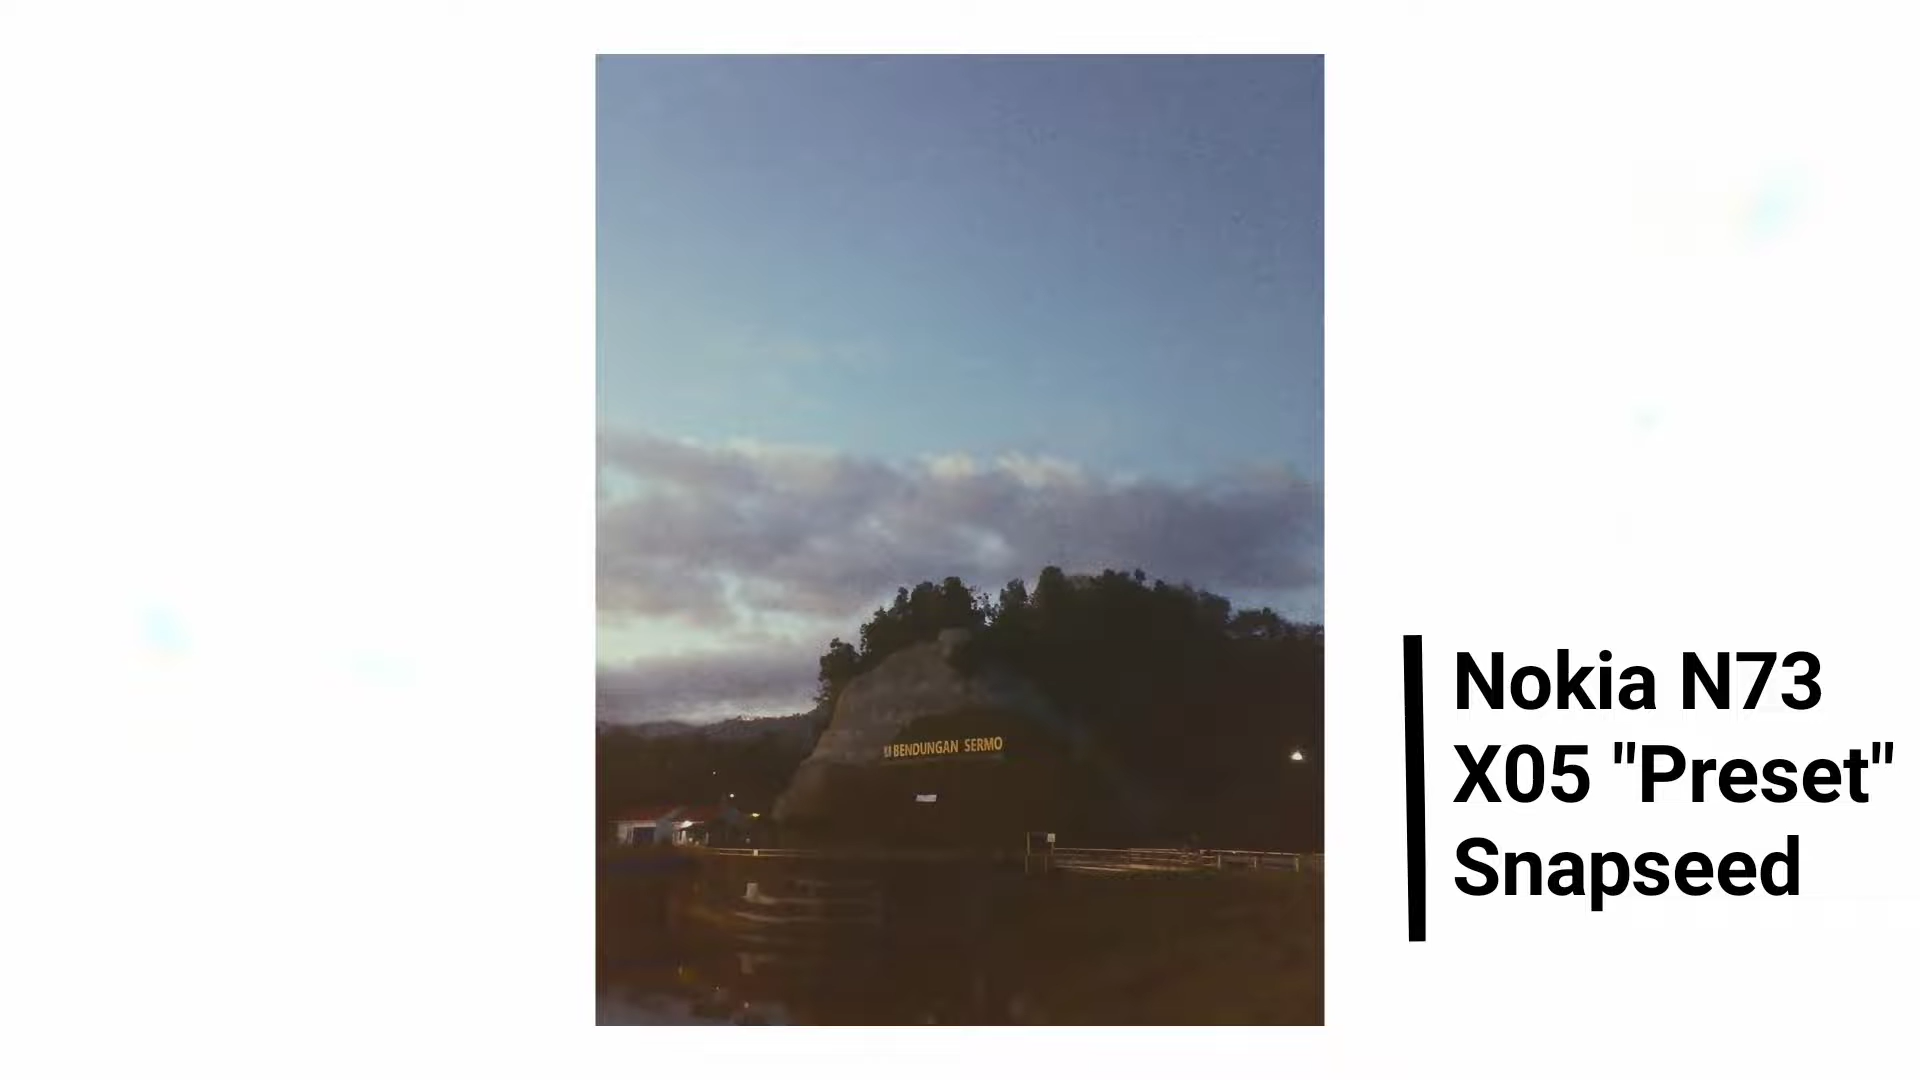 BENDUNGAN SERMO
Nokia N73
X05 "Preset"
Snapseed